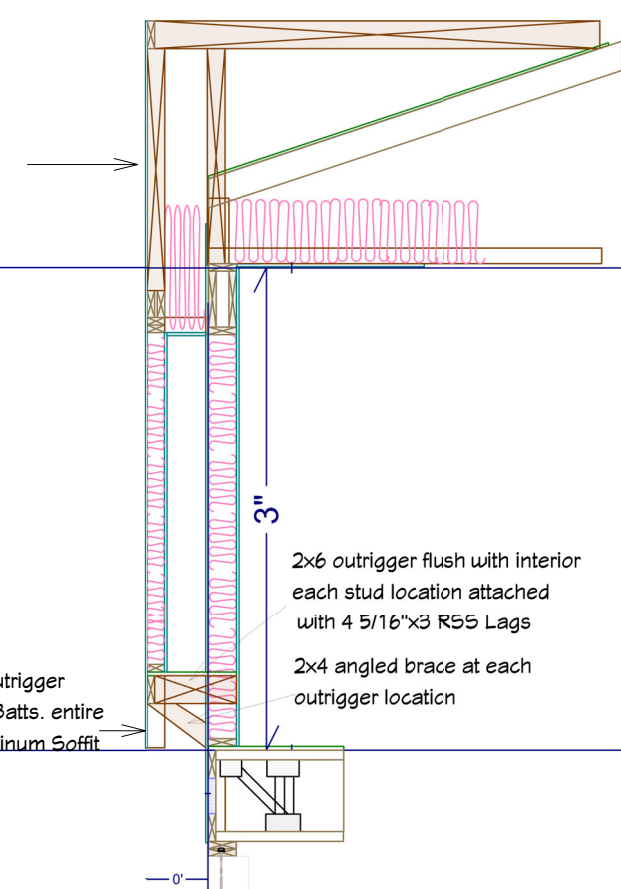 3"
2x6 outrigger flush with interior
each stud location attached
with 4 5/16"x3 RSS Lags
2x4 angled brace at each
outrigger location
utrigger
Batts. entire
inum Soffit
0'